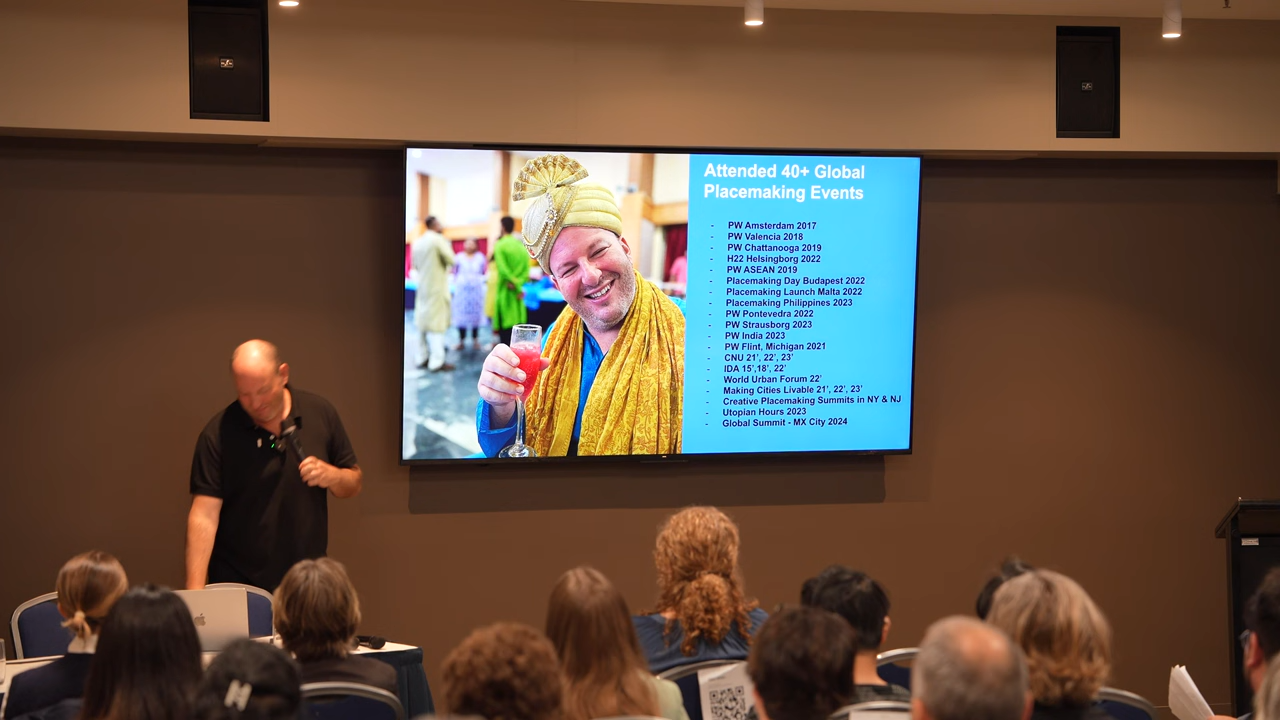 Attended 40+ Global
Placemaking Events
- PW Amsterdam 2017
- PW Valencia 2018
- PW Chattanooga 2019
- H22 Helsingborg 2022
- PW ASEAN 2019
- Placemaking Day Budapest 2022
- Placemaking Launch Malta 2022
- Placemaking Philippines 2023
- PW Pontevedra 2022
- PW Strausborg 2023
- PW India 2023
- PW Flint, Michigan 2021
- CNU 21', 22', 23'
- IDA 15',18', 22'
- World Urban Forum 22'
- Making Cities Livable 21', 22', 23'
- Creative Placemaking Summits in NY & NJ
- Utopian Hours 2023
- Global Summit - MX City 2024